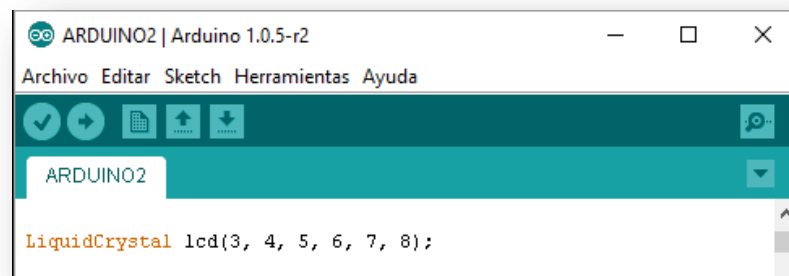 ARDUINO2 | Arduino 1.0.5-r2
Archivo Editar Sketch Herramientas Ayuda
ARDUINO2
LiquidCrystal lcd(3, 4, 5, 6, 7, 8);